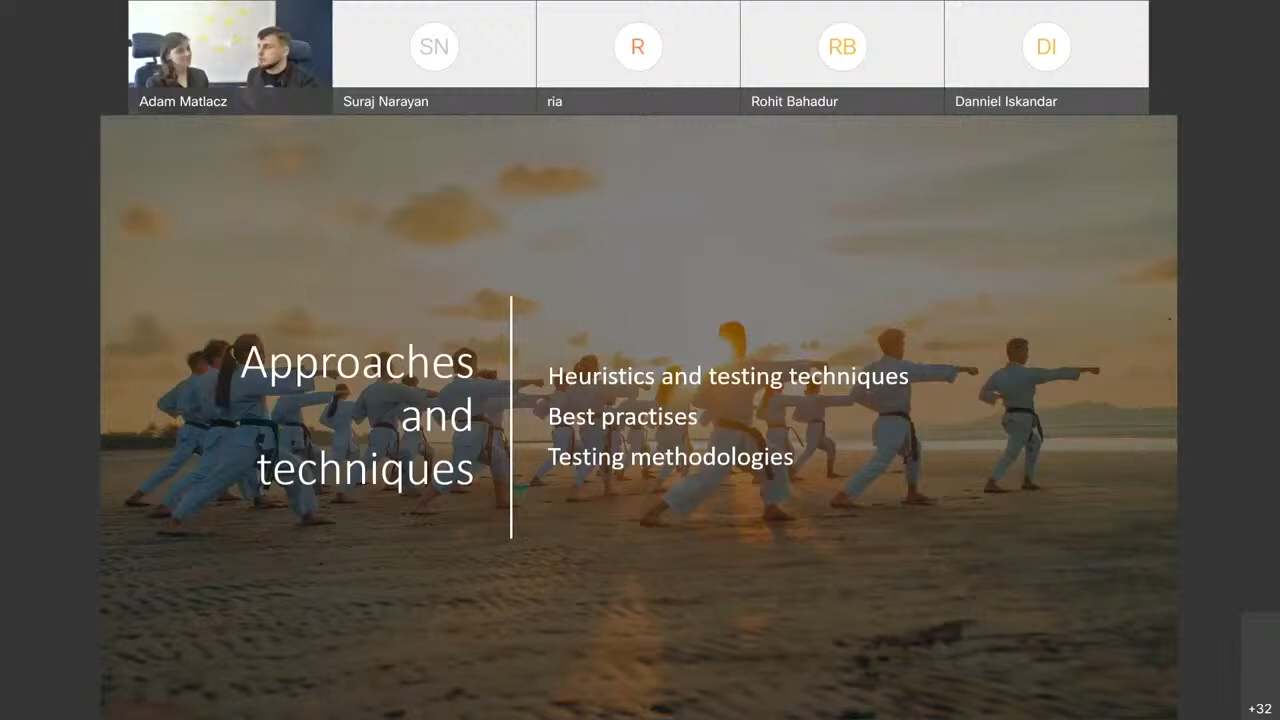 SN
R
RB
DI
Adam Matlacz
Suraj Narayan
ria
Rohit Bahadur
Danniel Iskandar
Approaches
and
techniques
Heuristics and testing techniques
Best practises
Testing methodologies
+32